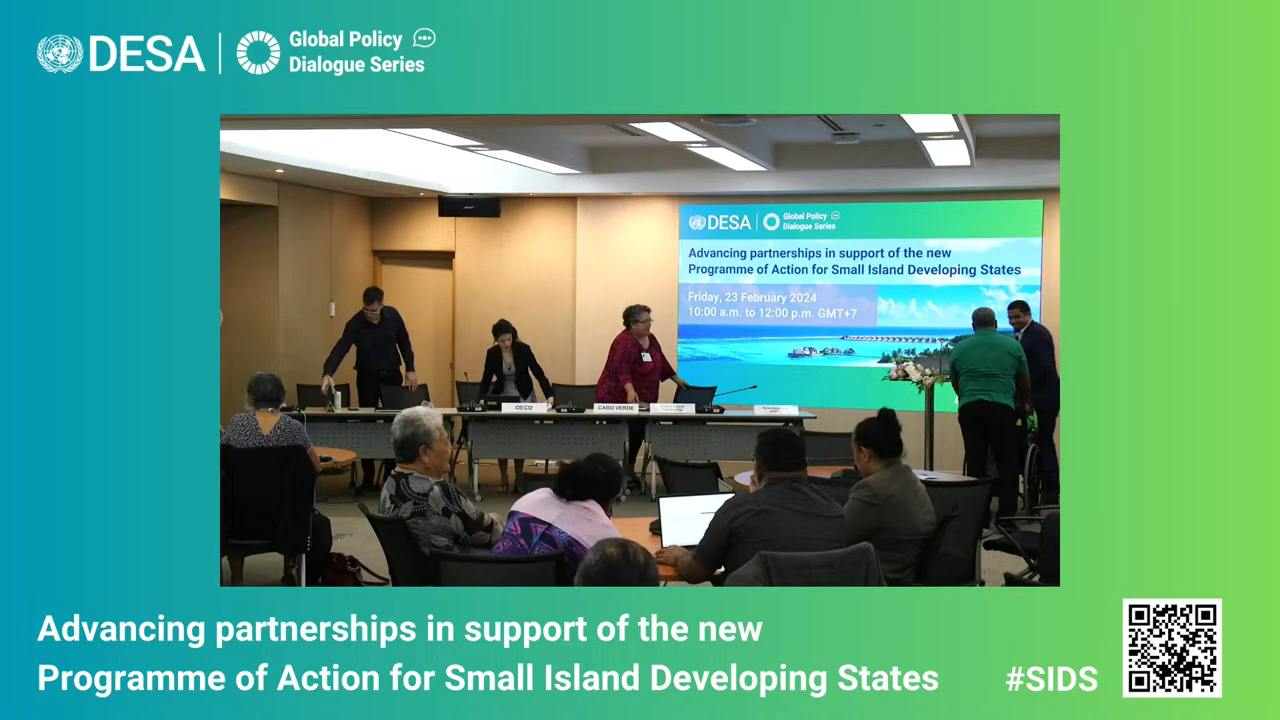 DESA
Global Policy
Dialogue Series
DESA
Global Policy
Dialogue Series
Advancing partnerships in support of the new
Programme of Action for Small Island Developing States
Friday, 23 February 2024
10:00 a.m. to 12:00 p.m. GMT+7
OECD
CABO VERDE
Advancing partnerships in support of the new
Programme of Action for Small Island Developing States
#SIDS